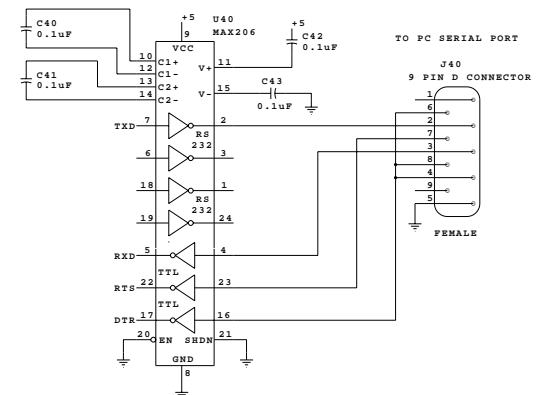 +5
U40
MAX206
C40
0.1uF
9
VCC
+5
C42
0.1uF
TO PC SERIAL PORT
10 C1+
12 C1-
V+ 11
J40
9 PIN D CONNECTOR
C41
0.1uF
13 C2+
14 C2-
V- 15
C43
0.1uF
1
6
TXD 7
2
2
RS
232
7
6
3
3
8
18
1
4
RS
232
9
19
24
5
FEMALE
RXD 5
4
TTL
RTS 22
23
TTL
DTR 17
16
20 EN
SHDN 21
GND
8